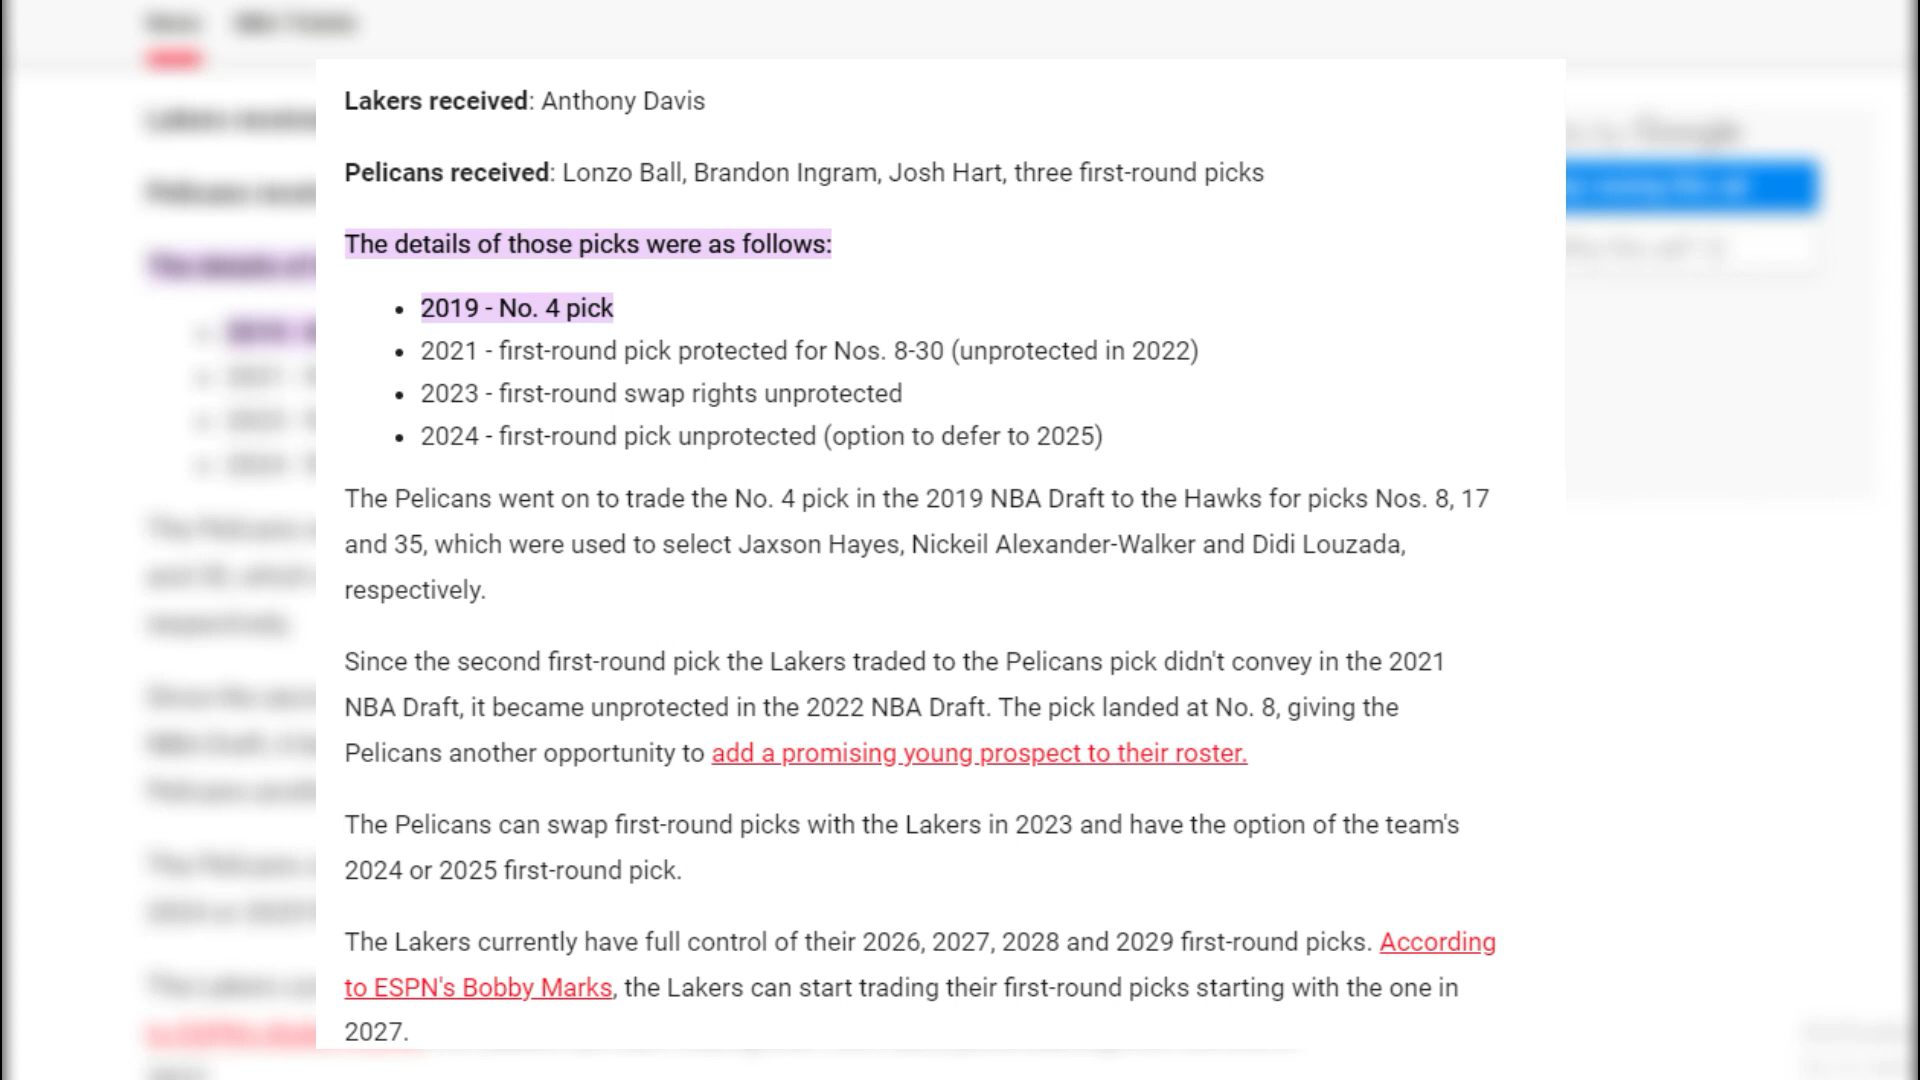 Lakers received: Anthony Davis
Pelicans received: Lonzo Ball, Brandon Ingram, Josh Hart, three first-round picks
The details of those picks were as follows:
• 2019 - No. 4 pick
• 2021 - first-round pick protected for Nos. 8-30 (unprotected in 2022)
• 2023 - first-round swap rights unprotected
• 2024 - first-round pick unprotected (option to defer to 2025)
The Pelicans went on to trade the No. 4 pick in the 2019 NBA Draft to the Hawks for picks Nos. 8, 17
and 35, which were used to select Jaxson Hayes, Nickeil Alexander-Walker and Didi Louzada,
respectively.
Since the second first-round pick the Lakers traded to the Pelicans pick didn't convey in the 2021
NBA Draft, it became unprotected in the 2022 NBA Draft. The pick landed at No. 8, giving the
Pelicans another opportunity to add a promising young prospect to their roster.
The Pelicans can swap first-round picks with the Lakers in 2023 and have the option of the team's
2024 or 2025 first-round pick.
The Lakers currently have full control of their 2026, 2027, 2028 and 2029 first-round picks. According
to ESPN's Bobby Marks, the Lakers can start trading their first-round picks starting with the one in
2027.